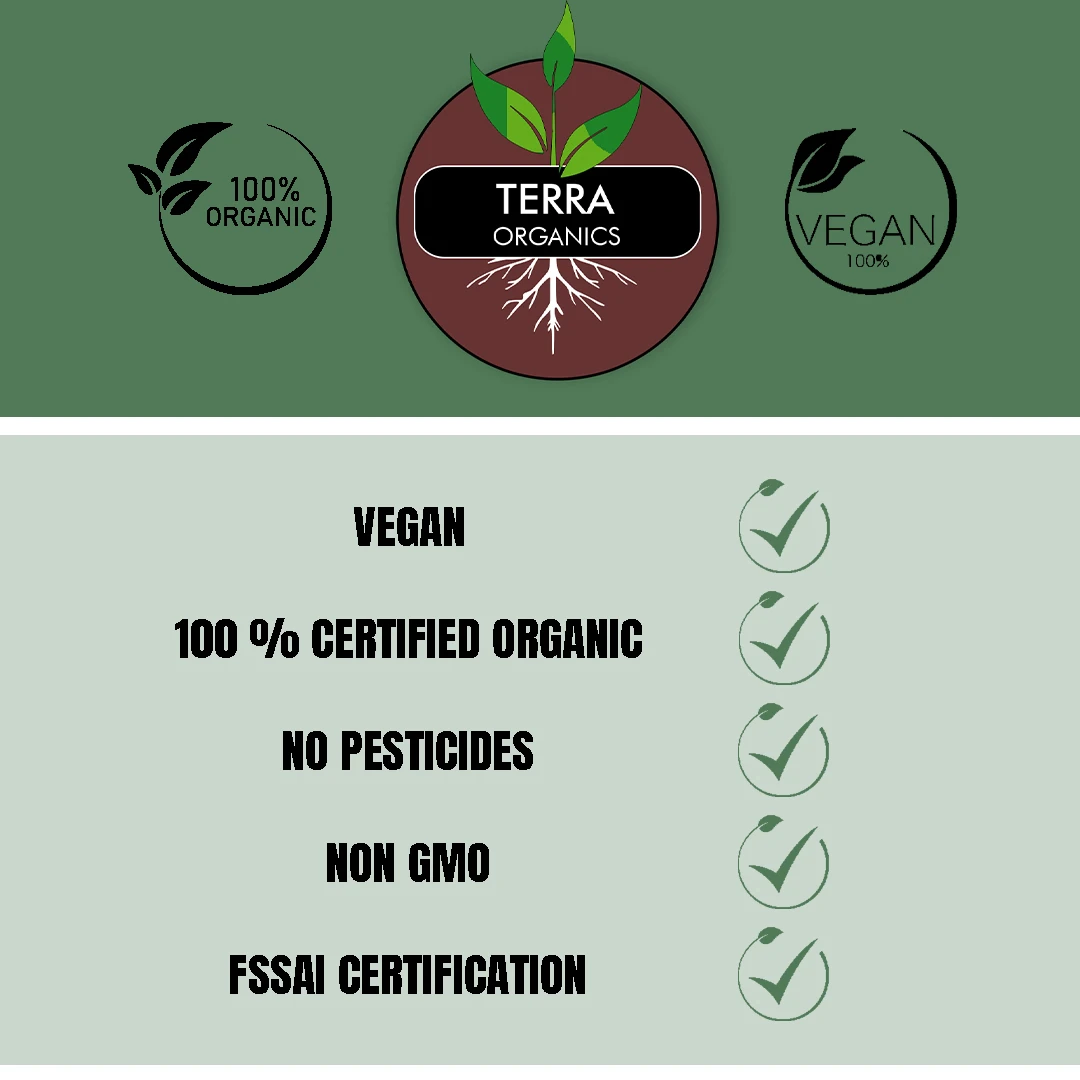 100%
ORGANIC
TERRA
ORGANICS
VEGAN
100%
VEGAN
100 % CERTIFIED ORGANIC
NO PESTICIDES
NON GMO
FSSAI CERTIFICATION